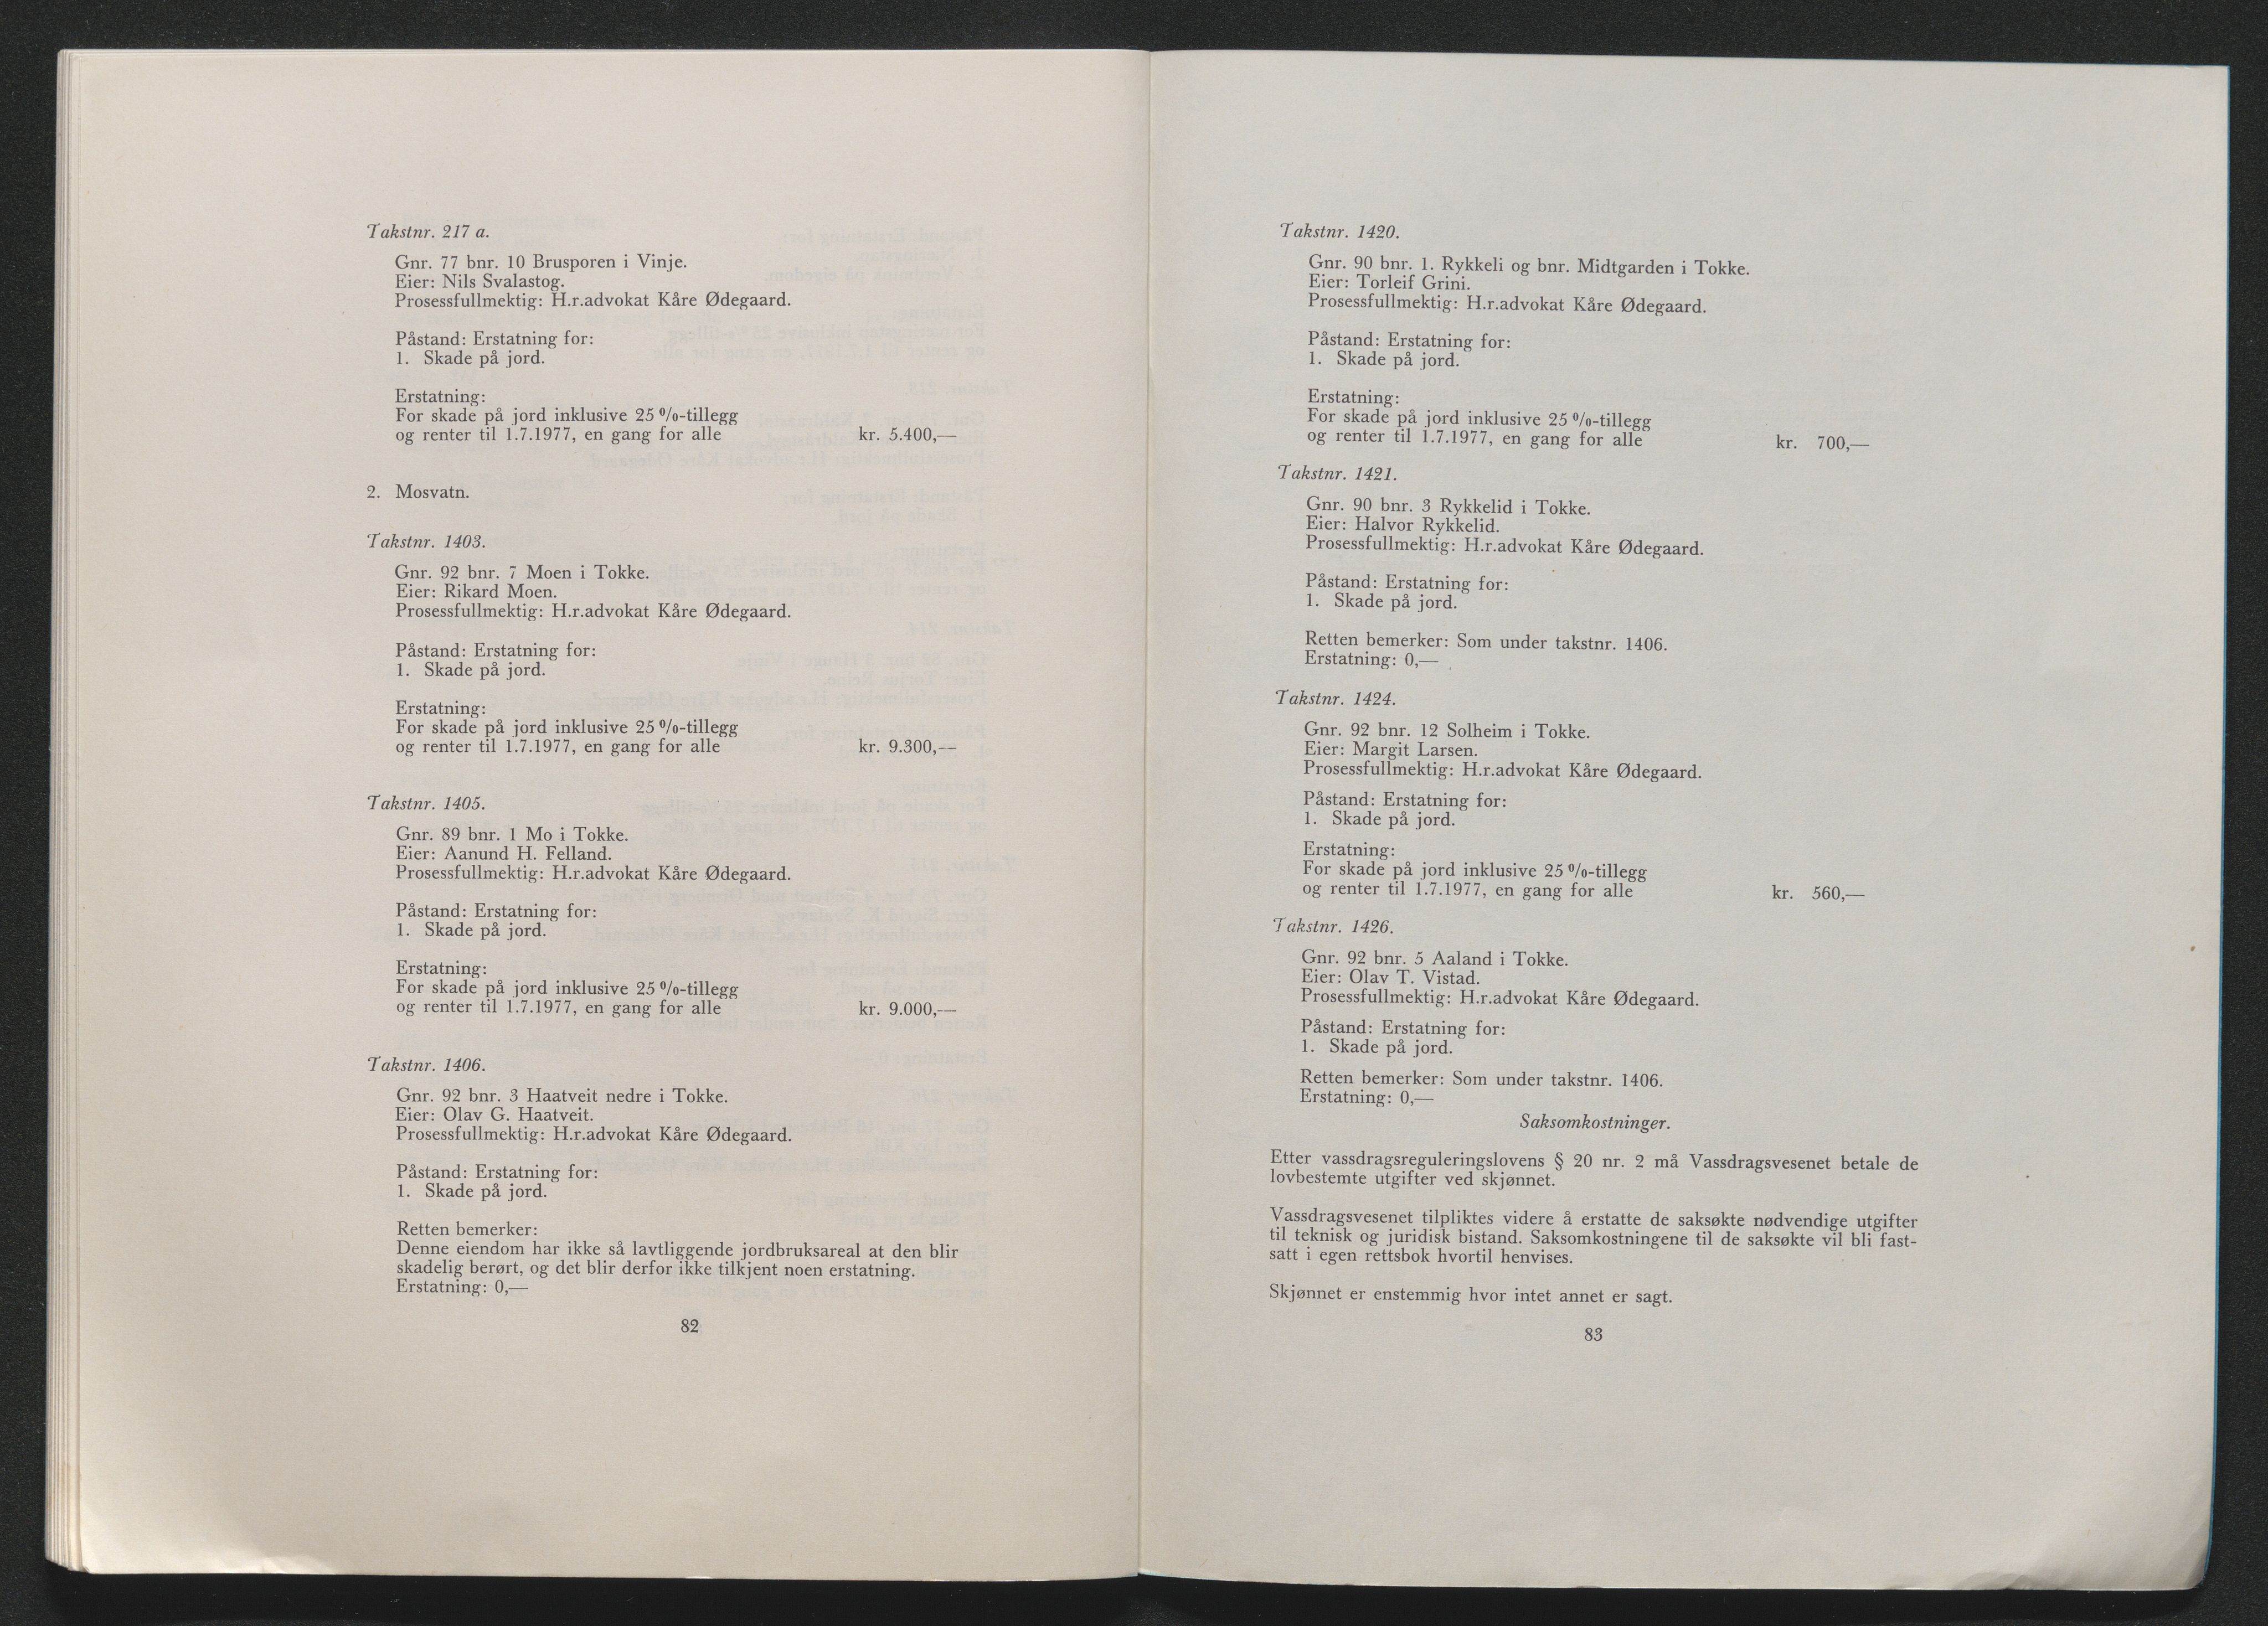 Takstnr. 217 a.
Gnr. 77 bnr. 10 Brusporen i Vinje.
Eier: Nils Svalastog.
Prosessfullmektig: H.r.advokat Kåre Ødegaard.
Påstand: Erstatning for:
1. Skade på jord.
Erstatning:
For skade på jord inklusive 25 %-tillegg
og renter til 1.7.1977, en gang for alle kr. 5.400,—
2. Mosvatn.
Takstnr. 1403.
Gnr. 92 bnr. 7 Moen i Tokke.
Eier: Rikard Moen.
Prosessfullmektig: H.r.advokat Kåre Ødegaard.
Påstand: Erstatning for:
1. Skade på jord.
Erstatning:
For skade på jord inklusive 25 %-tillegg
og renter til 1.7.1977, en gang for alle kr. 9.300,—
Takstnr. 1405.
Gnr. 89 bnr. 1 Mo i Tokke.
Eier: Aanund H. Felland.
Prosessfullmektig: H.r.advokat Kåre Ødegaard.
Påstand: Erstatning for:
1. Skade på jord.
Erstatning:
For skade på jord inklusive 25 %-tillegg
og renter til 1.7.1977, en gang for alle kr. 9.000,—
Takstnr. 1406.
Gnr. 92 bnr. 3 Haatveit nedre i Tokke.
Eier: Olav G. Haatveit.
Prosessfullmektig: H.r.advokat Kåre Ødegaard.
Påstand: Erstatning for:
1. Skade på jord.
Retten bemerker:
Denne eiendom har ikke så lavtliggende jordbruksareal at den blir
skadelig berørt, og det blir derfor ikke tilkjent noen erstatning.
Erstatning: 0,—
82
Takstnr. 1420.
Gnr. 90 bnr. 1. Rykkeli og bnr. Midtgarden i Tokke.
Eier: Torleif Grini.
Prosessfullmektig: H.r.advokat Kåre Ødegaard.
Påstand: Erstatning for:
1. Skade på jord.
Erstatning:
For skade på jord inklusive 25 %-tillegg
og renter til 1.7.1977, en gang for alle kr. 700,—
Takstnr. 1421.
Gnr. 90 bnr. 3 Rykkelid i Tokke.
Eier: Halvor Rykkelid.
Prosessfullmektig: H.r.advokat Kåre Ødegaard.
Påstand: Erstatning for:
1. Skade på jord.
Retten bemerker: Som under takstnr. 1406.
Erstatning: 0,—
Takstnr. 1424.
Gnr. 92 bnr. 12 Solheim i Tokke.
Eier: Margit Larsen.
Prosessfullmektig: H.r.advokat Kåre Ødegaard.
Påstand: Erstatning for:
1. Skade på jord.
Erstatning:
For skade på jord inklusive 25 %-tillegg
og renter til 1.7.1977, en gang for alle kr. 560,—
Takstnr. 1426.
Gnr. 92 bnr. 5 Aaland i Tokke.
Eier: Olav T. Vistad.
Prosessfullmektig: H.r.advokat Kåre Ødegaard.
Påstand: Erstatning for:
1. Skade på jord.
Retten bemerker: Som under takstnr. 1406.
Erstatning: 0,—
Saksomkostninger.
Etter vassdragsreguleringslovens § 20 nr. 2 må Vassdragsvesenet betale de
lovbestemte utgifter ved skjønnet.
Vassdragsvesenet tilpliktes videre å erstatte de saksøkte nødvendige utgifter
til teknisk og juridisk bistand. Saksomkostningene til de saksøkte vil bli fast-
satt i egen rettsbok hvortil henvises.
Skjønnet er enstemmig hvor intet annet er sagt.
83